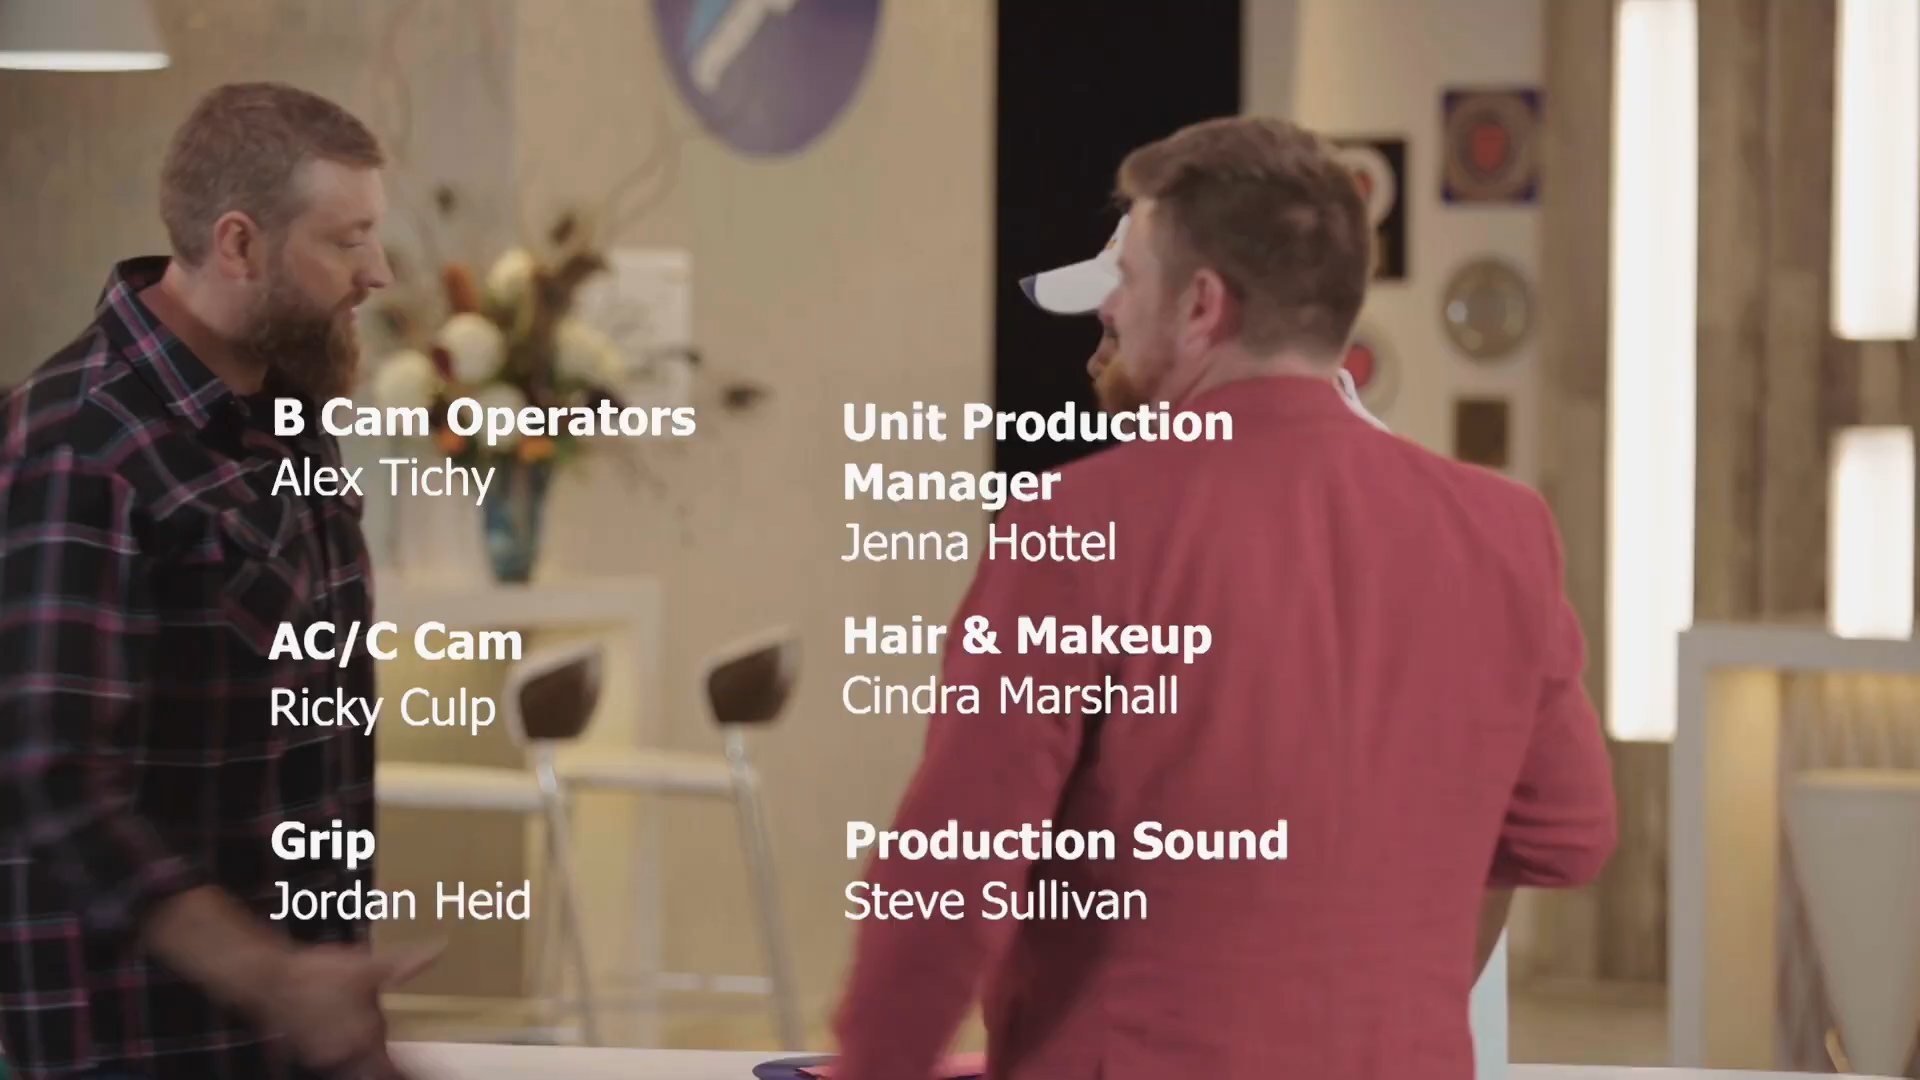 B Cam Operators
Alex Tichy
AC/C Cam
Ricky Culp
Grip
Jordan Heid
Unit Production
Manager
Jenna Hottel
Hair & Makeup
Cindra Marshall
Production Sound
Steve Sullivan